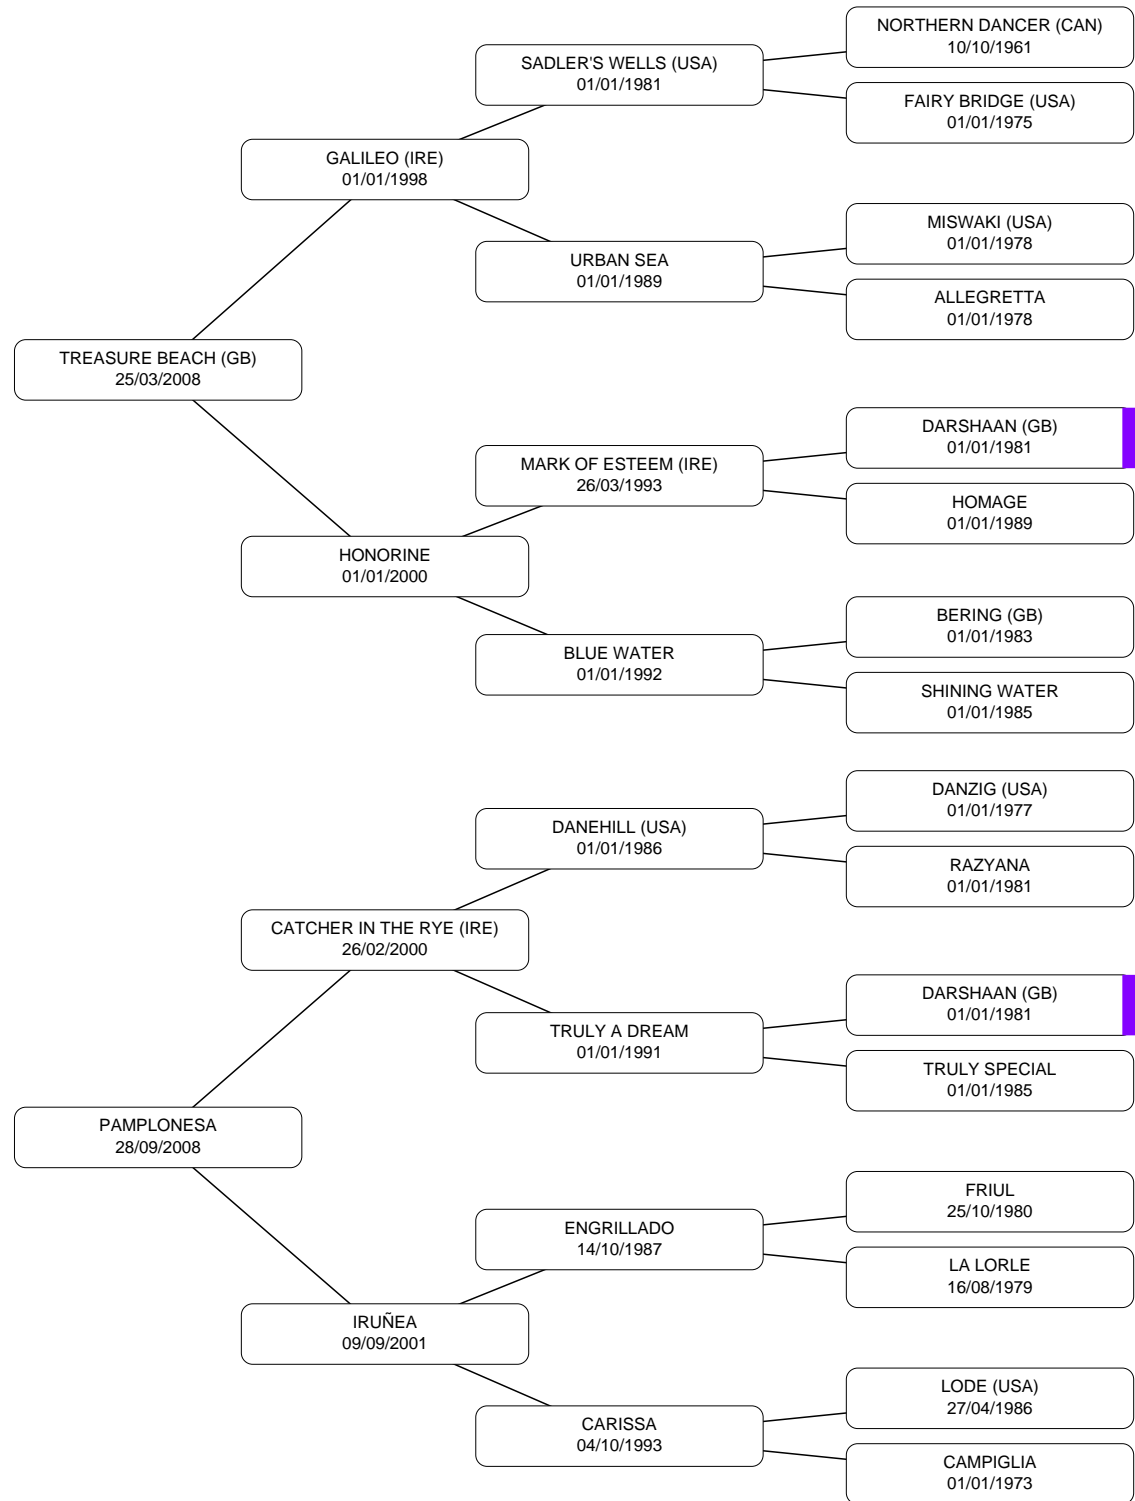 NORTHERN DANCER (CAN)
10/10/1961
SADLER'S WELLS (USA)
01/01/1981
FAIRY BRIDGE (USA)
01/01/1975
GALILEO (IRE)
01/01/1998
MISWAKI (USA)
01/01/1978
URBAN SEA
01/01/1989
ALLEGRETTA
01/01/1978
TREASURE BEACH (GB)
25/03/2008
DARSHAAN (GB)
01/01/1981
MARK OF ESTEEM (IRE)
26/03/1993
HOMAGE
01/01/1989
HONORINE
01/01/2000
BERING (GB)
01/01/1983
BLUE WATER
01/01/1992
SHINING WATER
01/01/1985
DANZIG (USA)
01/01/1977
DANEHILL (USA)
01/01/1986
RAZYANA
01/01/1981
CATCHER IN THE RYE (IRE)
26/02/2000
DARSHAAN (GB)
01/01/1981
TRULY A DREAM
01/01/1991
TRULY SPECIAL
01/01/1985
PAMPLONESA
28/09/2008
FRIUL
25/10/1980
ENGRILLADO
14/10/1987
LA LORLE
16/08/1979
IRUÑEA
09/09/2001
LODE (USA)
27/04/1986
CARISSA
04/10/1993
CAMPIGLIA
01/01/1973